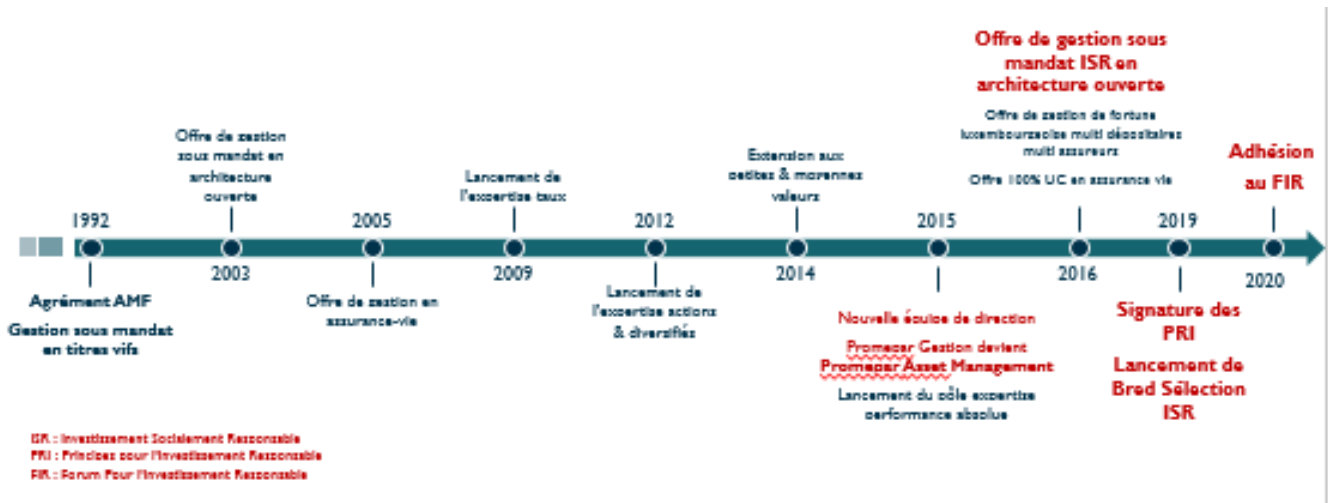 Offre de gestion sous
mandat ISR en
architecture ouverte
Offre de gestion de fortune
luxembourgeoise multi dépositaires
multi assureurs
Offre 100% UC en assurance vie
Adhésion
au FIR
Offre de gestion
sous mandat en
architecture
ouverte
Lancement de
l'expertise taux
Extension aux
petites & moyennes
valeurs
1992
2005
2012
2015
2019
2003
2009
2014
2016
2020
Agrément AMF
Gestion sous mandat
en titres vifs
Offre de gestion en
assurance-vie
Lancement de
l'expertise actions
& diversifiés
Nouvelle équipe de direction
Promepar Gestion devient
Promepar Asset Management
Lancement du pôle expertise
performance absolue
Signature des
PRI
Lancement de
Bred Sélection
ISR
ISR : Investissement Socialement Responsable
PRI : Principes pour l'Investissement Responsable
FIR : Forum Pour l'Investissement Responsable